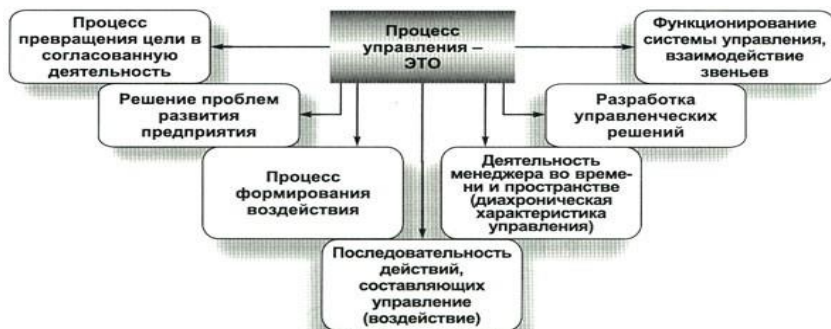 Процесс
превращения цели в
согласованную
деятельность
Процесс
управления –
ЭТО
Функционирование
системы управления,
взаимодействие
звеньев
Решение проблем
развития
предприятия
Разработка
управленческих
решений
Процесс
формирования
воздействия
Деятельность
менеджера во време-
ни и пространстве
(диахроническая
характеристика
управления)
Последовательность
действий,
составляющих
управление
(воздействие)